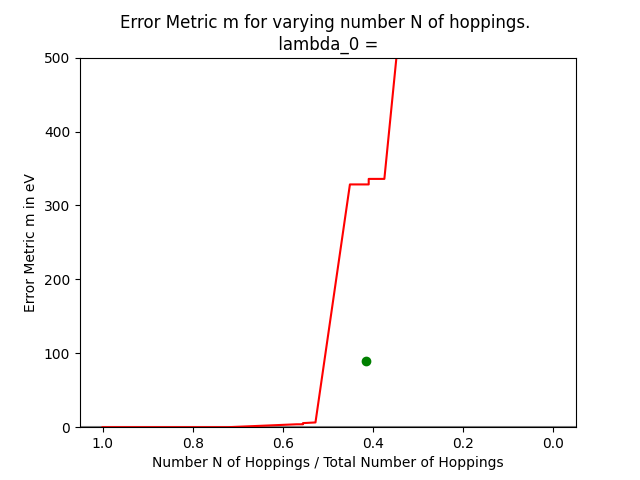 Error Metric m for varying number N of hoppings.
lambda_0 =
500
400
300
200
100
0
Error Metric m in eV
1.0 0.8 0.6 0.4 0.2 0.0
Number N of Hoppings / Total Number of Hoppings